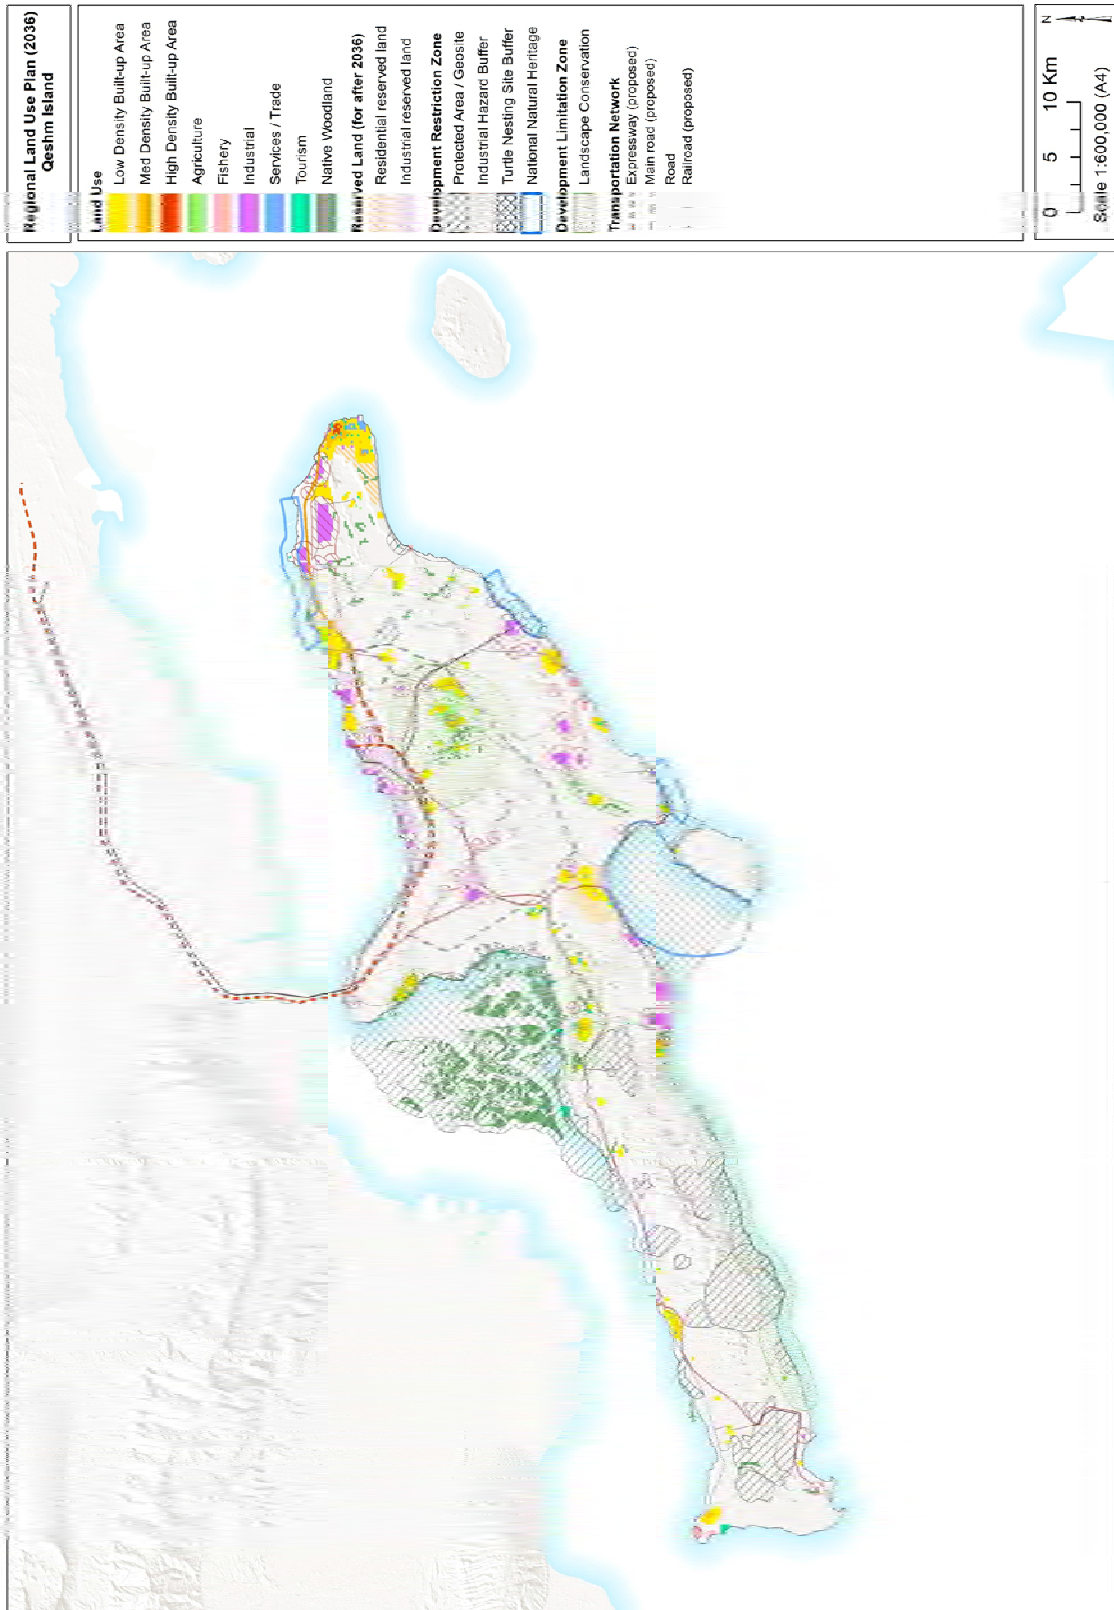 Regional Land Use Plan (2036)
Qeshm Island
Land Use
Low Density Built-up Area
Med Density Built-up Area
High Density Built-up Area
Agriculture
Fishery
Industrial
Services / Trade
Tourism
Native Woodland
Reserved Land (for after 2036)
Residential reserved land
Industrial reserved land
Development Restriction Zone
Protected Area / Geosite
Industrial Hazard Buffer
Turtle Nesting Site Buffer
National Natural Heritage
Development Limitation Zone
Landscape Conservation
Transportation Network
Expressway (proposed)
Main road (proposed)
Road
Railroad (proposed)
N
0 5 10 Km
Scale 1:600,000 (A4)